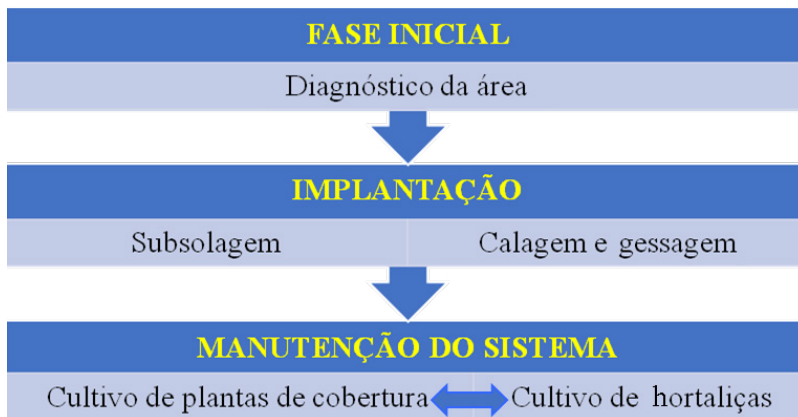 FASE INICIAL
Diagnóstico da área
IMPLANTAÇÃO
Subsolagem
Calagem e gessagem
MANUTENÇÃO DO SISTEMA
Cultivo de plantas de cobertura
Cultivo de hortaliças